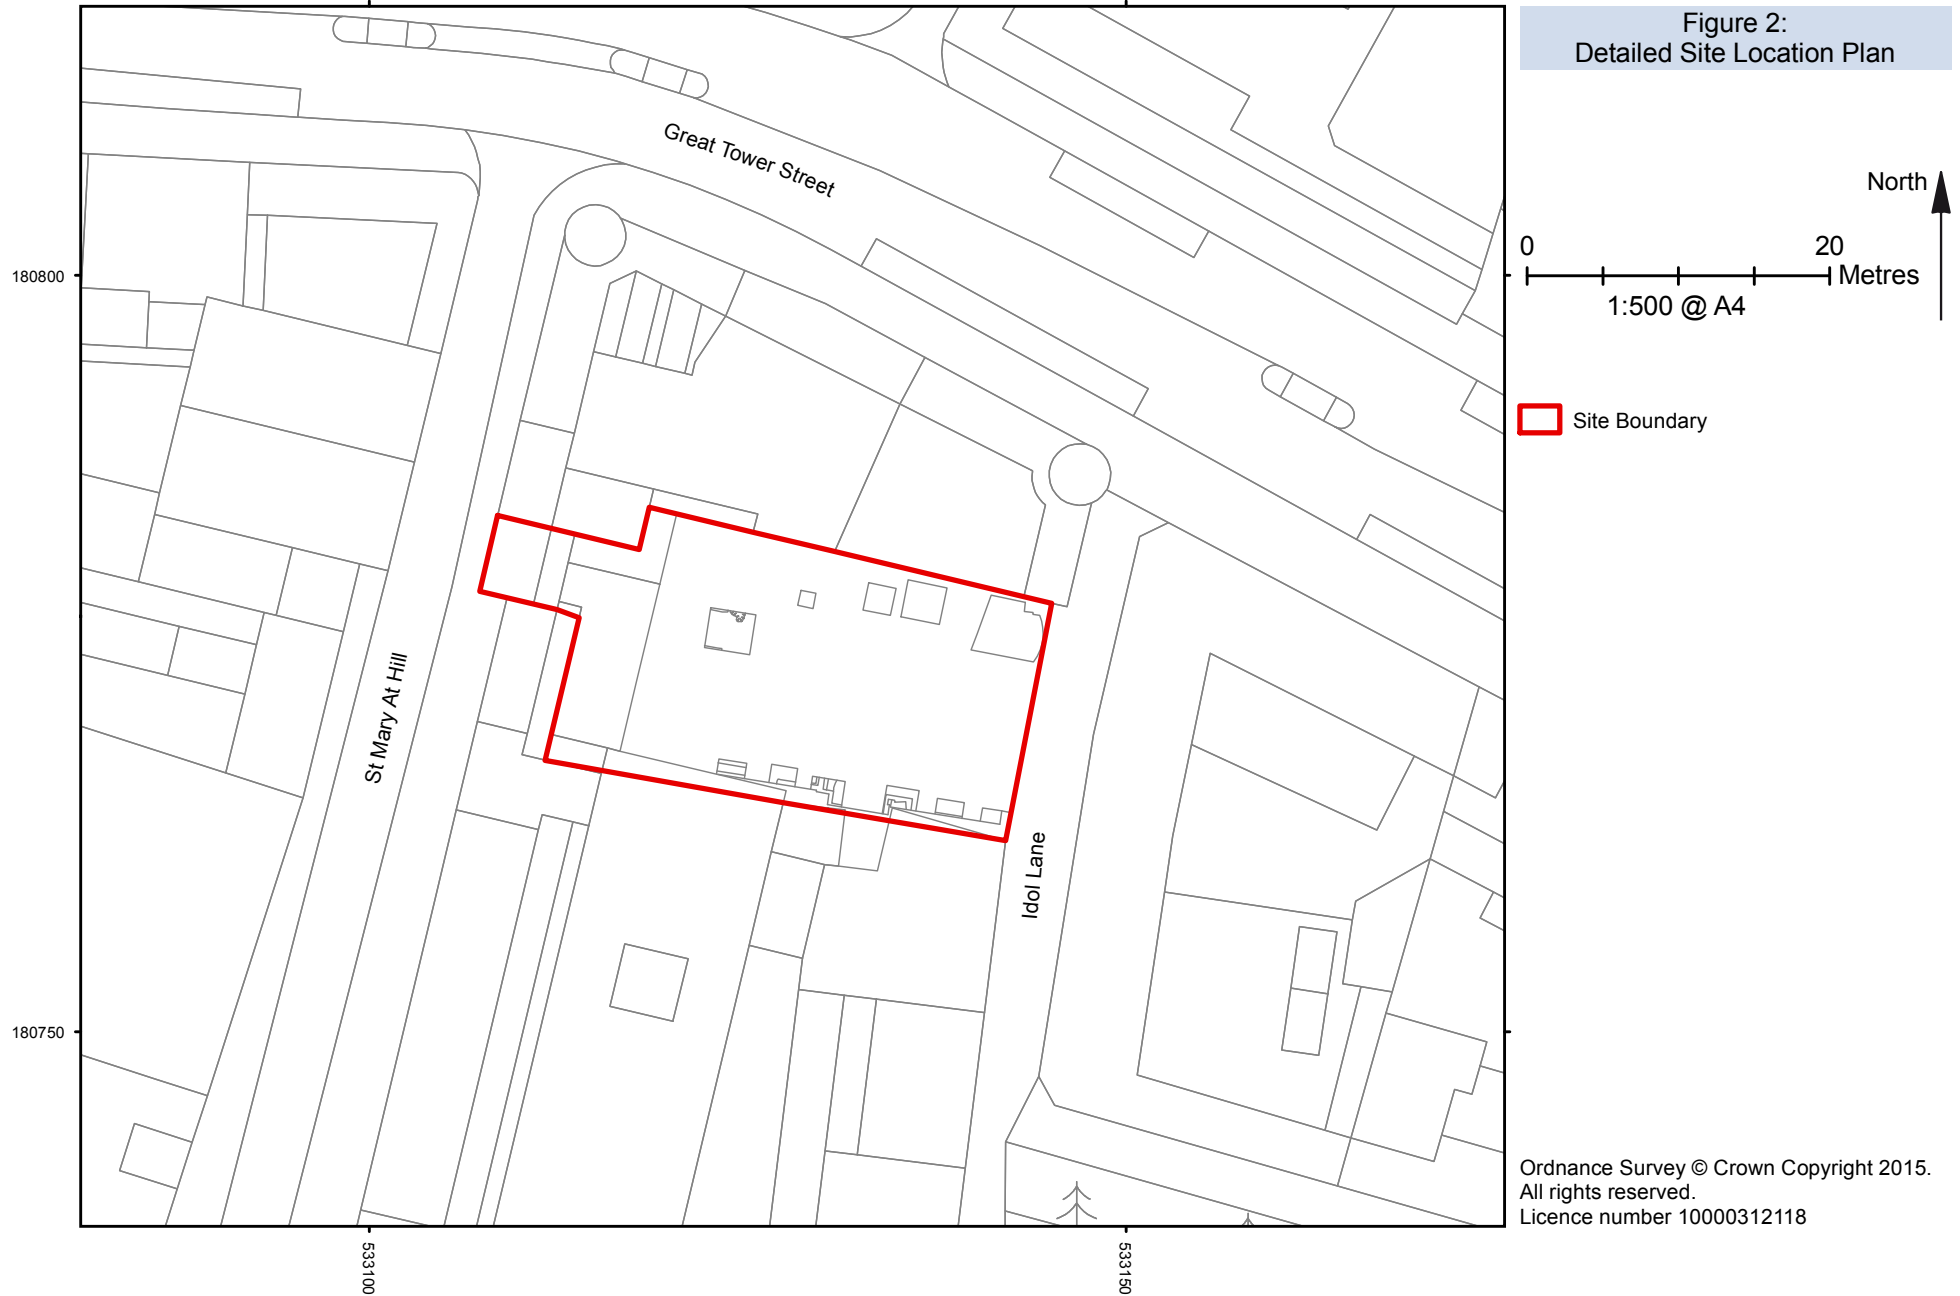 Figure 2:
Detailed Site Location Plan
North
0 20
Metres
1:500 @ A4
Site Boundary
Great Tower Street
St Mary At Hill
Idol Lane
180800
180750
533100
533150
Ordnance Survey © Crown Copyright 2015.
All rights reserved.
Licence number 10000312118